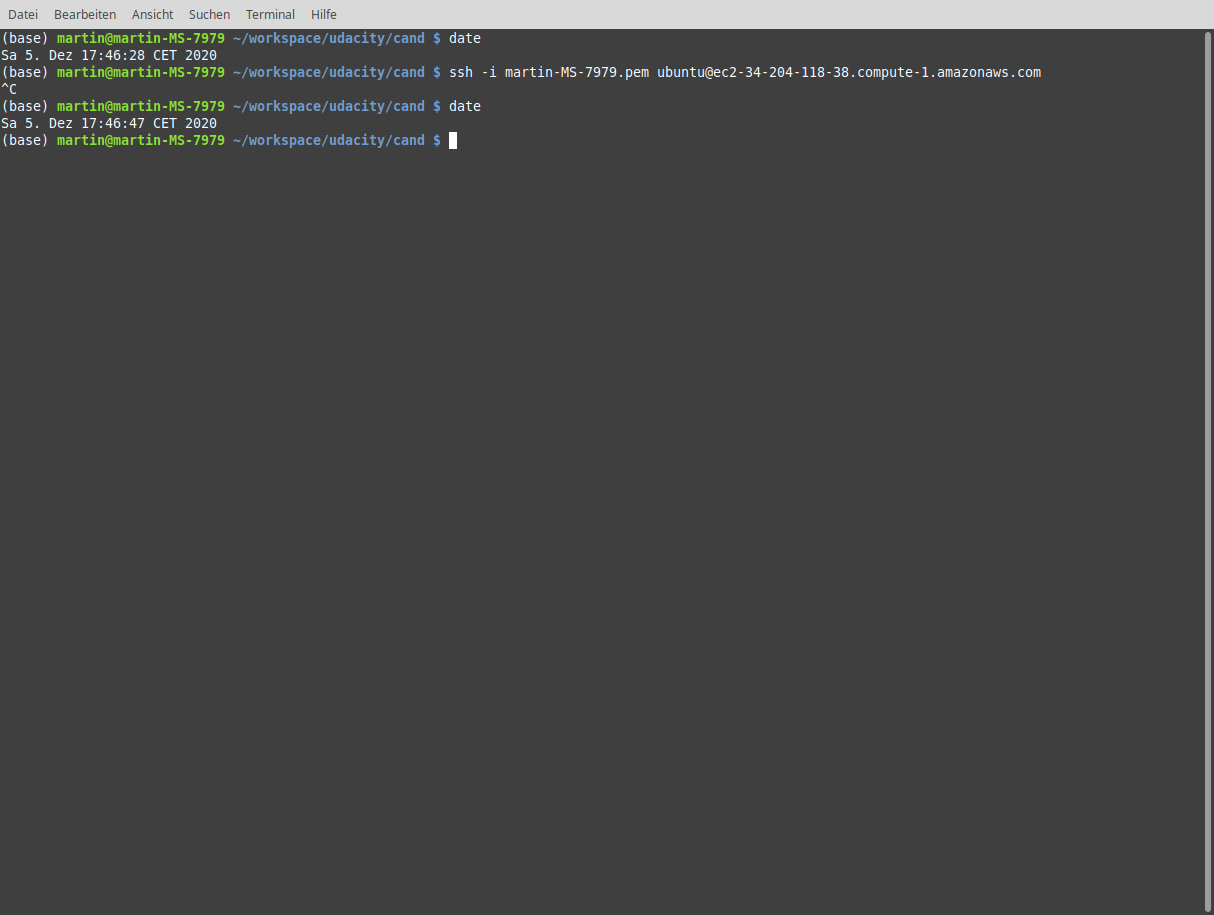 Datei Bearbeiten Ansicht Suchen Terminal Hilfe
(base) martin@martin-MS-7979 ~/workspace/udacity/cand $ date
Sa 5. Dez 17:46:28 CET 2020
(base) martin@martin-MS-7979 ~/workspace/udacity/cand $ ssh -i martin-MS-7979.pem ubuntu@ec2-34-204-118-38.compute-1.amazonaws.com
^C
(base) martin@martin-MS-7979 ~/workspace/udacity/cand $ date
Sa 5. Dez 17:46:47 CET 2020
(base) martin@martin-MS-7979 ~/workspace/udacity/cand $